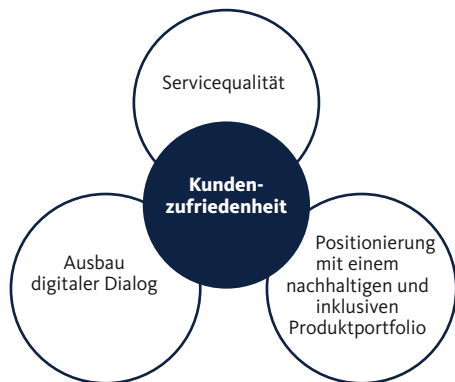 Servicequalität
Kunden-
zufriedenheit
Ausbau
digitaler Dialog
Positionierung
mit einem
nachhaltigen und
inklusiven
Produktportfolio